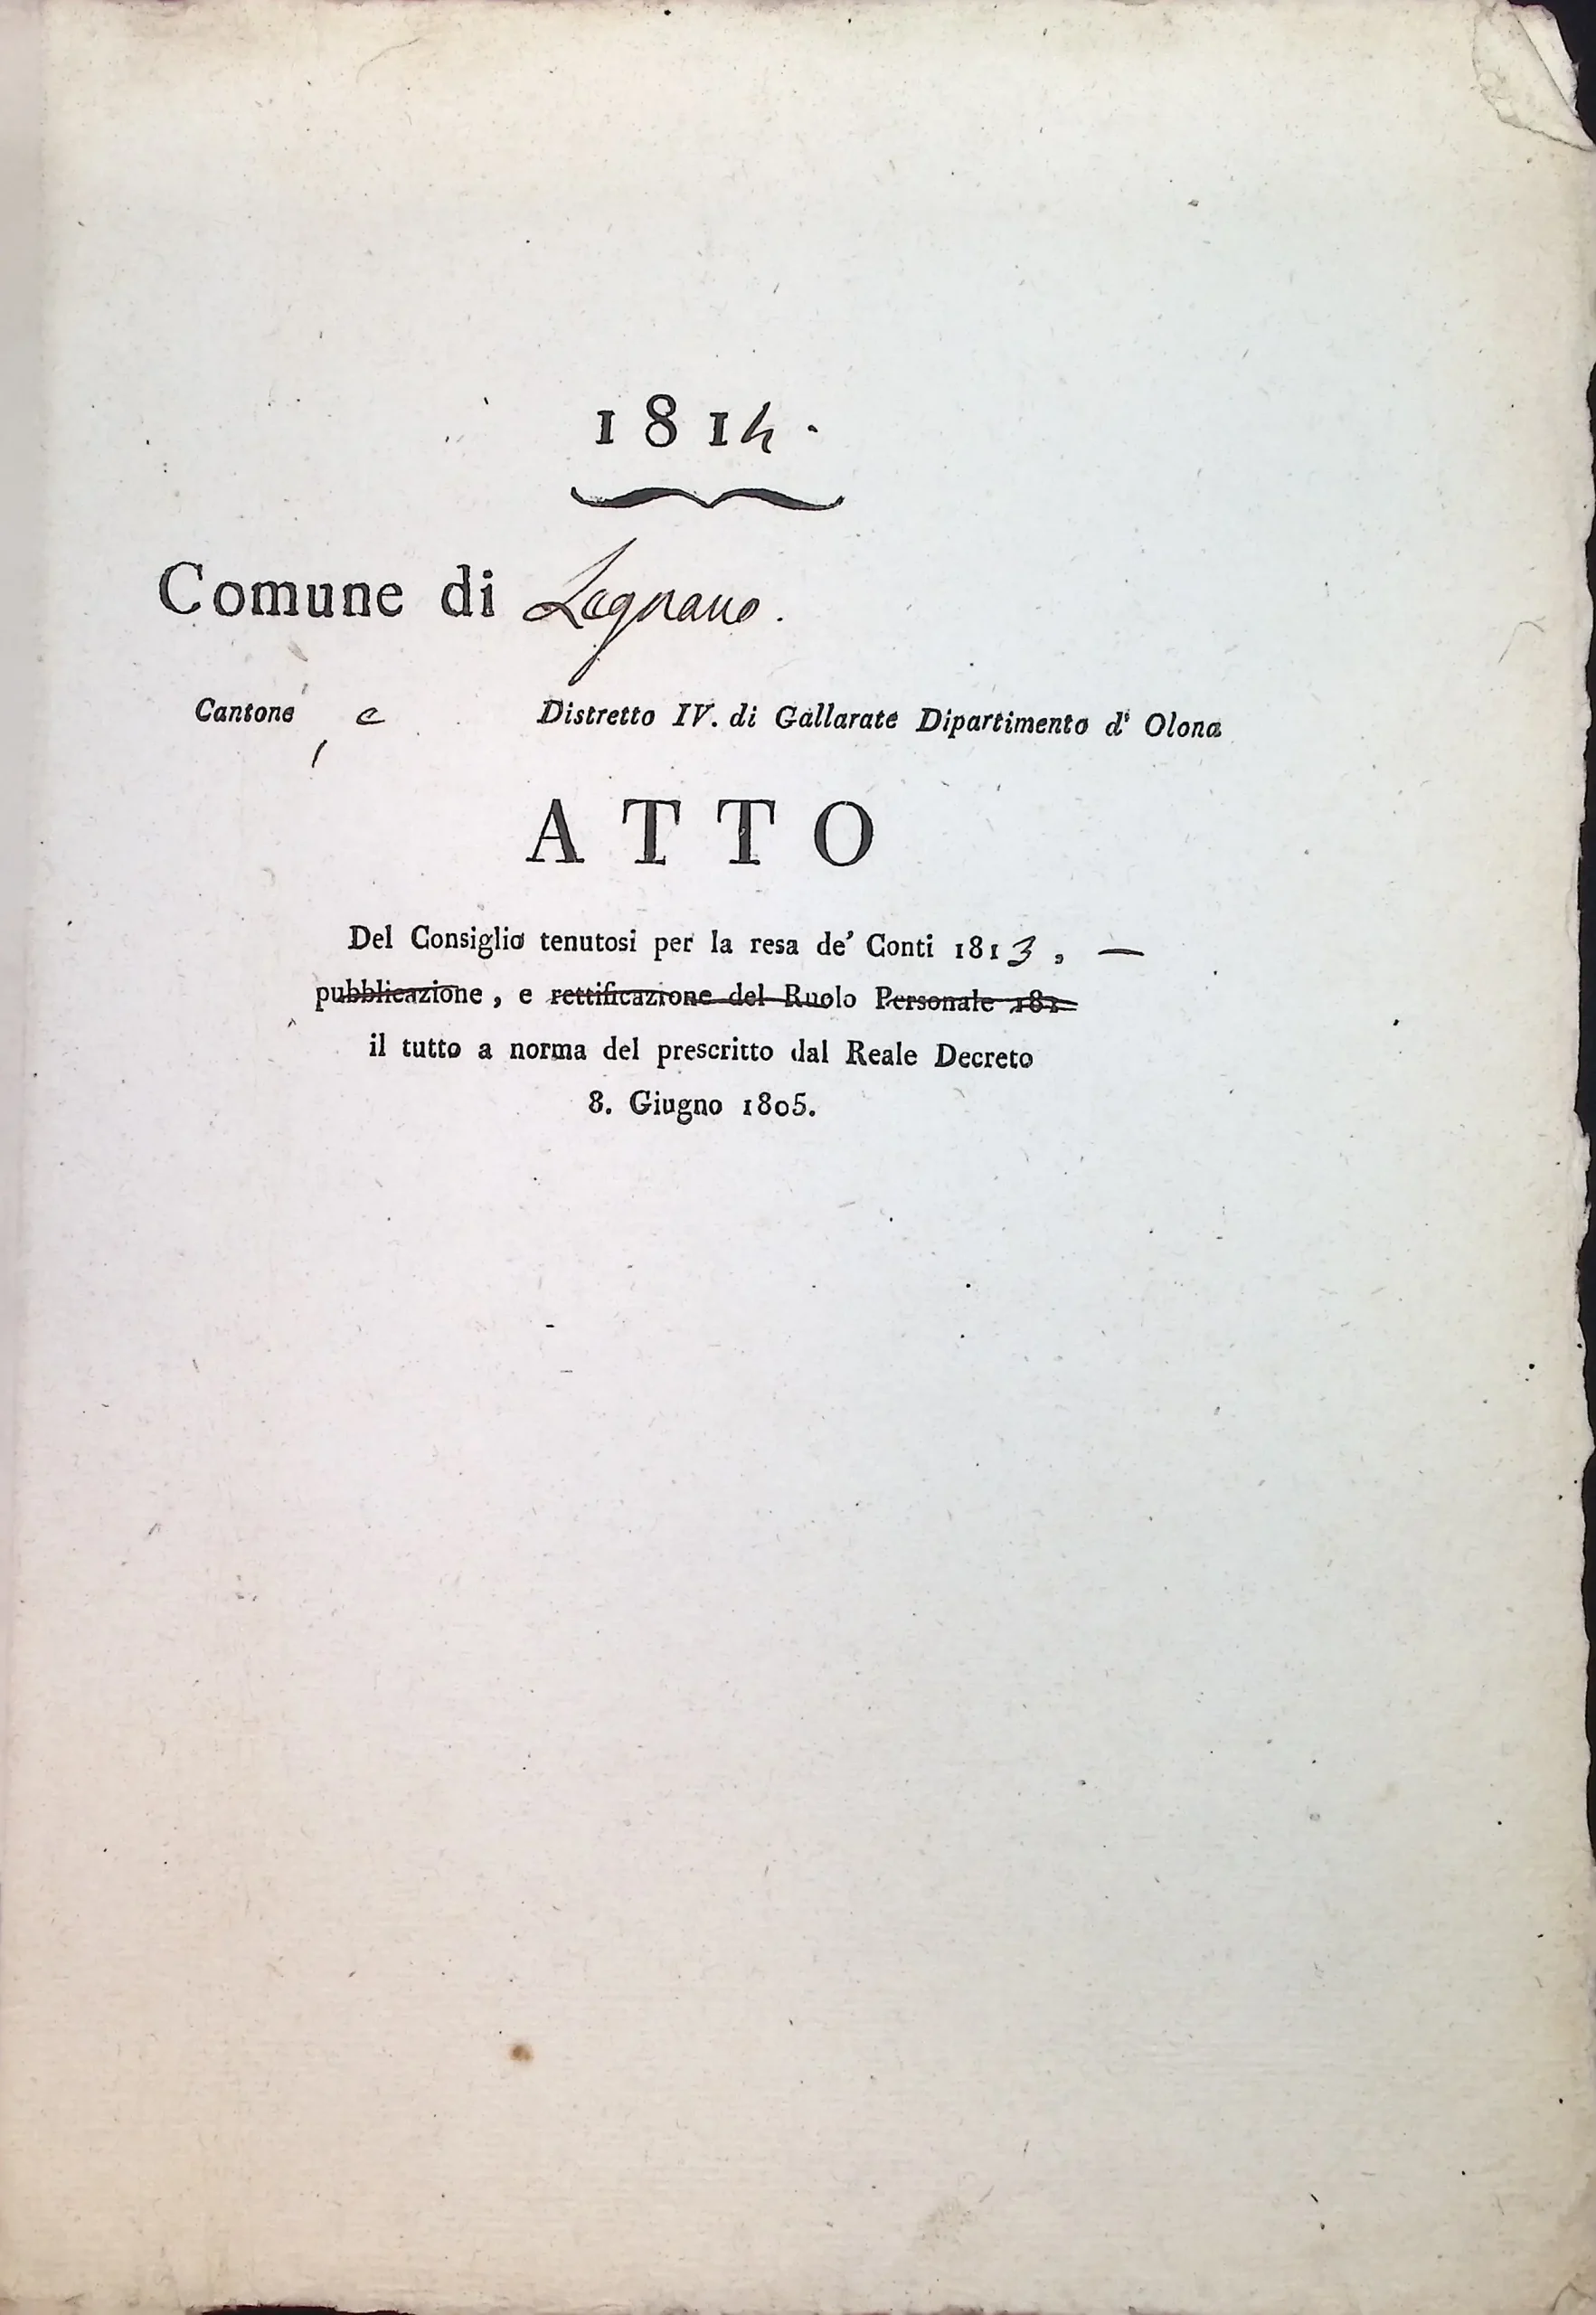 1814.
Comune di Legnano.
Cantone e Distretto IV. di Gallarate Dipartimento d' Olona
ATTO
Del Consiglio tenutosi per la resa de' Conti 1813, —
pubblicazione, e rettificazione del Ruolo Personale 181
il tutto a norma del prescritto dal Reale Decreto
8. Giugno 1805.